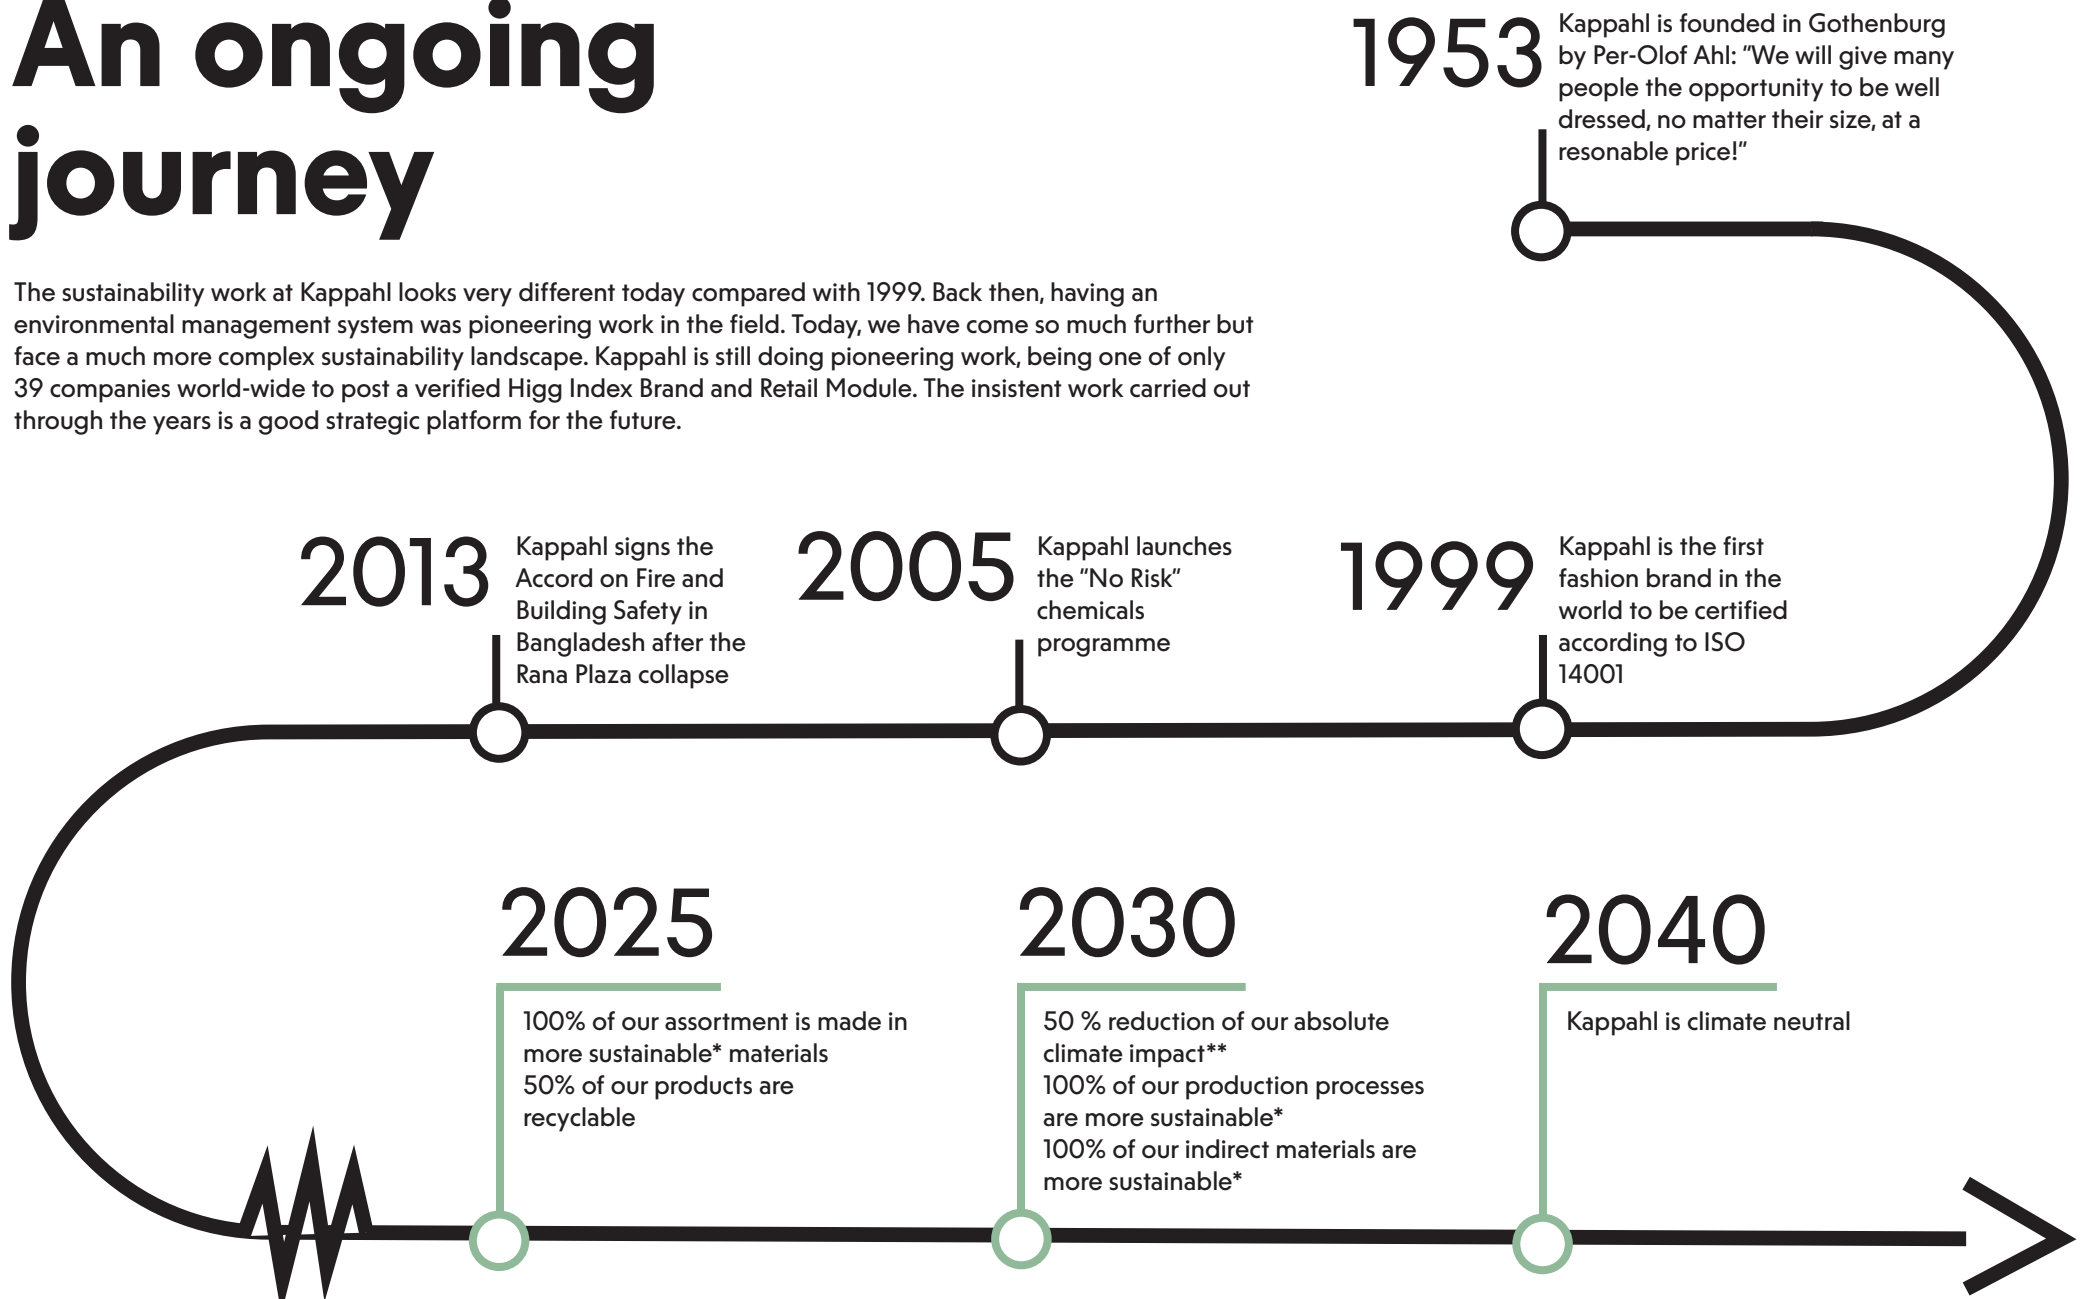 An ongoing
journey
The sustainability work at Kappahl looks very different today compared with 1999. Back then, having an
environmental management system was pioneering work in the field. Today, we have come so much further but
face a much more complex sustainability landscape. Kappahl is still doing pioneering work, being one of only
39 companies world-wide to post a verified Higg Index Brand and Retail Module. The insistent work carried out
through the years is a good strategic platform for the future.
1953
Kappahl is founded in Gothenburg
by Per-Olof Ahl: "We will give many
people the opportunity to be well
dressed, no matter their size, at a
resonable price!"
1999
Kappahl is the first
fashion brand in the
world to be certified
according to ISO
14001
2005
Kappahl launches
the "No Risk"
chemicals
programme
2013
Kappahl signs the
Accord on Fire and
Building Safety in
Bangladesh after the
Rana Plaza collapse
2025
100% of our assortment is made in
more sustainable* materials
50% of our products are
recyclable
2030
50 % reduction of our absolute
climate impact**
100% of our production processes
are more sustainable*
100% of our indirect materials are
more sustainable*
2040
Kappahl is climate neutral